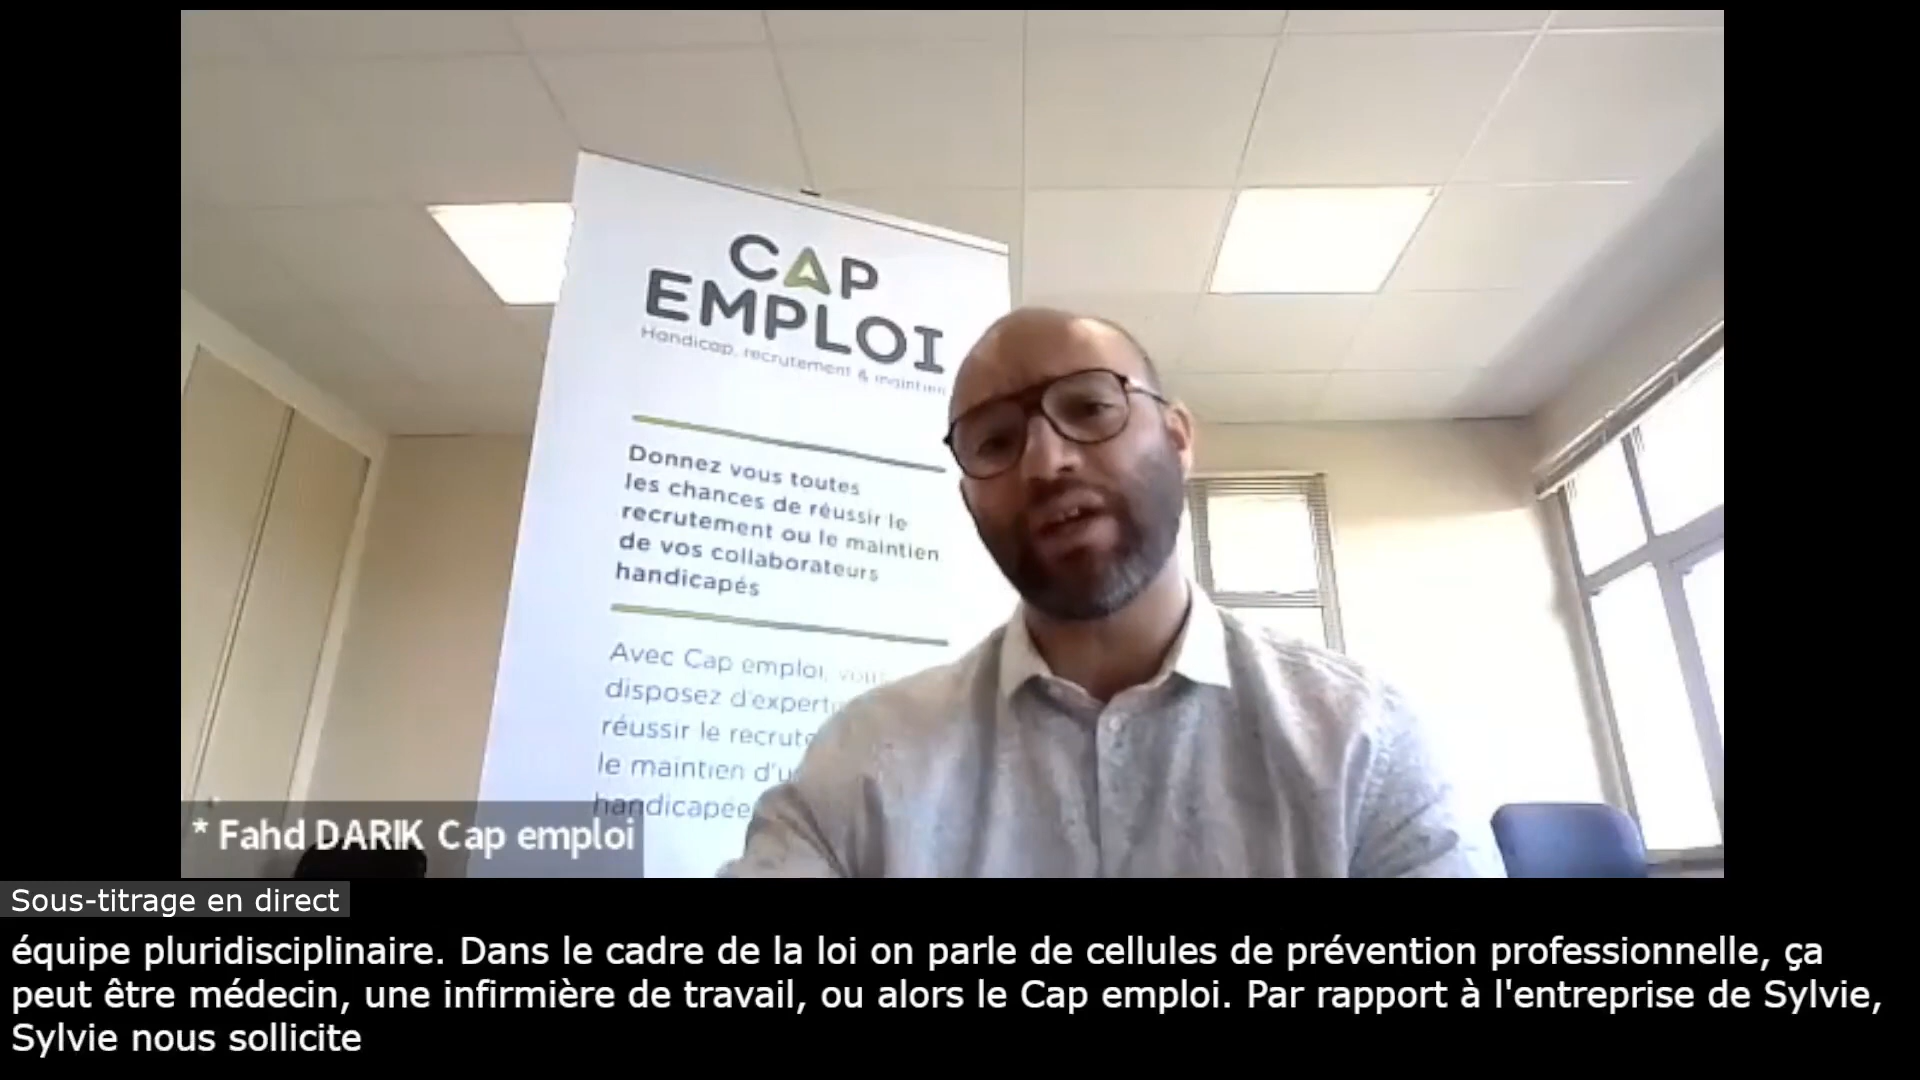 CAP
EMPLOI
Handicap, recrutement & maintien
Donnez vous toutes
les chances de réussir le
recrutement ou le maintien
de vos collaborateurs
handicapés
Avec Cap emploi, vous
disposez d'expert
réussir le recrute
le maintien d'u
handicapée
* Fahd DARIK Cap emploi
Sous-titrage en direct
équipe pluridisciplinaire. Dans le cadre de la loi on parle de cellules de prévention professionnelle, ça
peut être médecin, une infirmière de travail, ou alors le Cap emploi. Par rapport à l'entreprise de Sylvie,
Sylvie nous sollicite